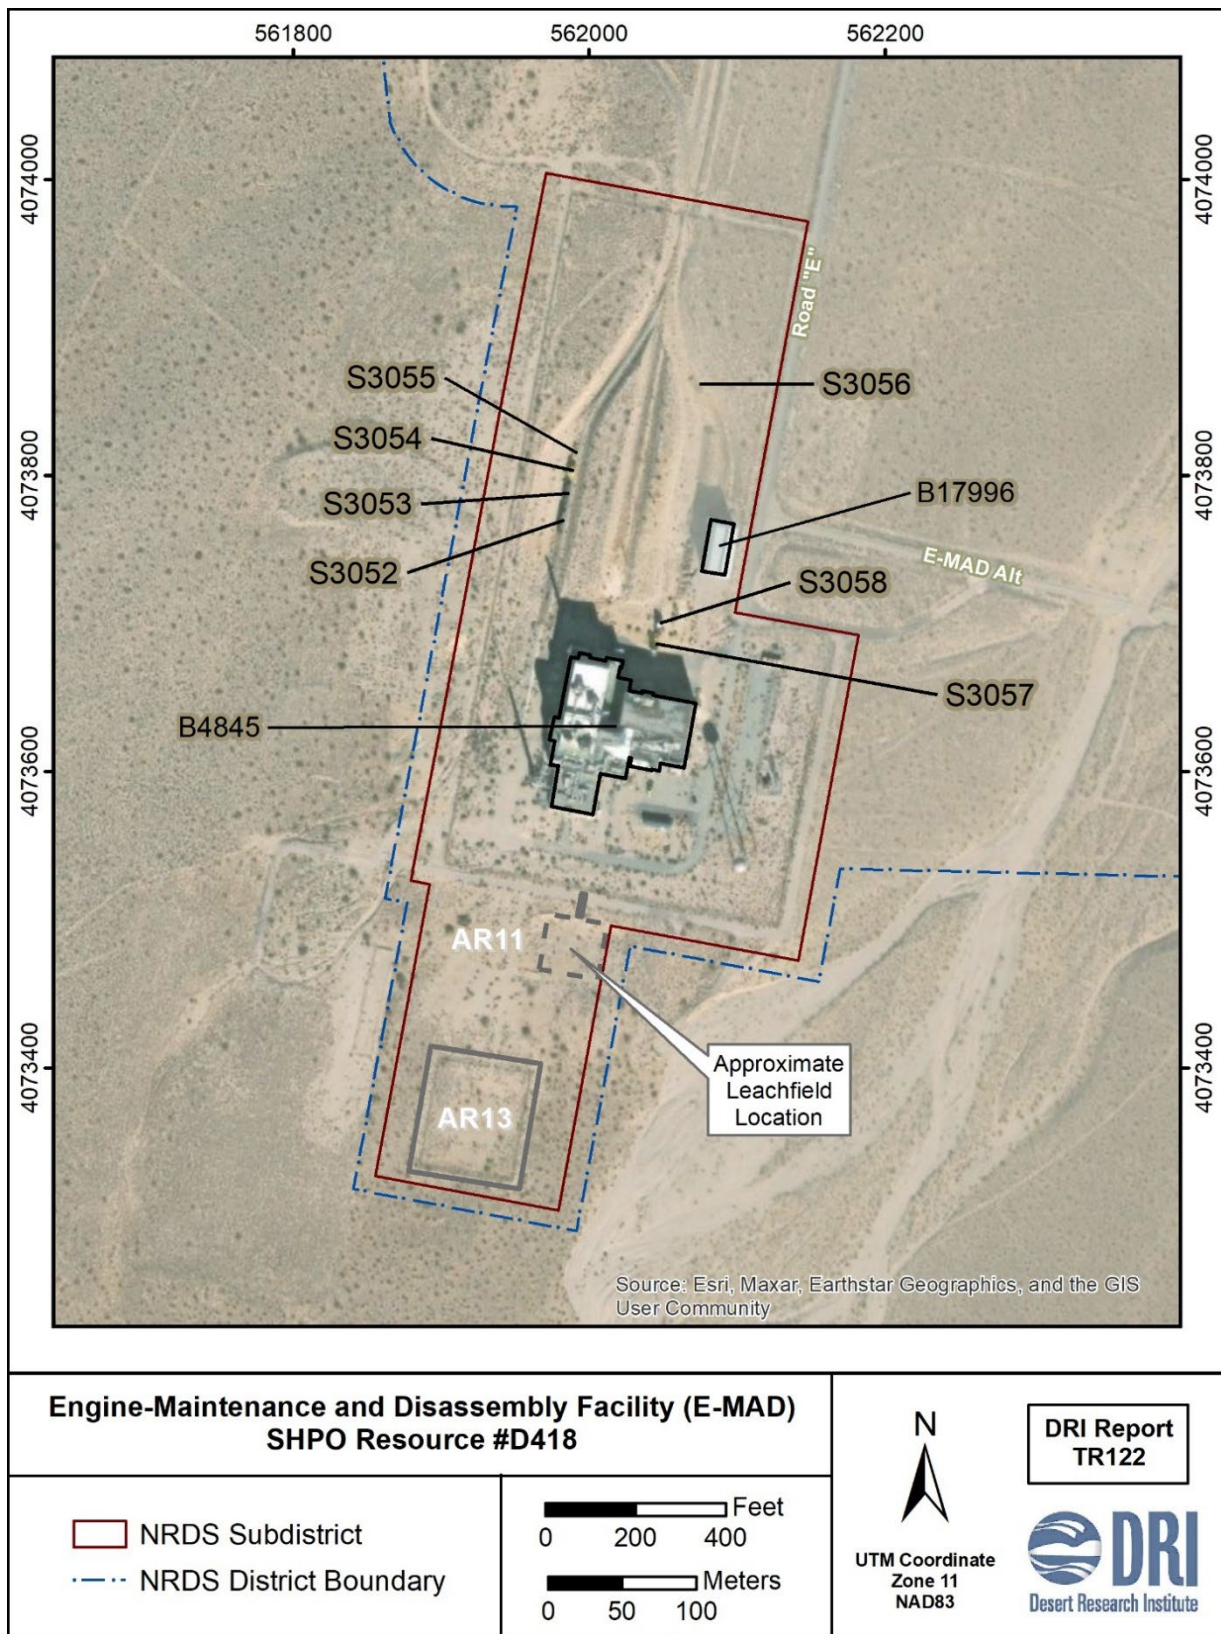 561800
562000
562200
4074000
4074000
Road "E"
S3055
S3056
S3054
4073800
4073800
B17996
S3053
E-MAD Alt
S3052
S3058
S3057
B4845
4073600
4073600
AR11
Approximate
Leachfield
Location
4073400
4073400
AR13
Source: Esri, Maxar, Earthstar Geographics, and the GIS
User Community
Engine-Maintenance and Disassembly Facility (E-MAD)
SHPO Resource #D418
NRDS Subdistrict
NRDS District Boundary
Feet
0 200 400
Meters
0 50 100
N
UTM Coordinate
Zone 11
NAD83
DRI Report
TR122
DRI
Desert Research Institute